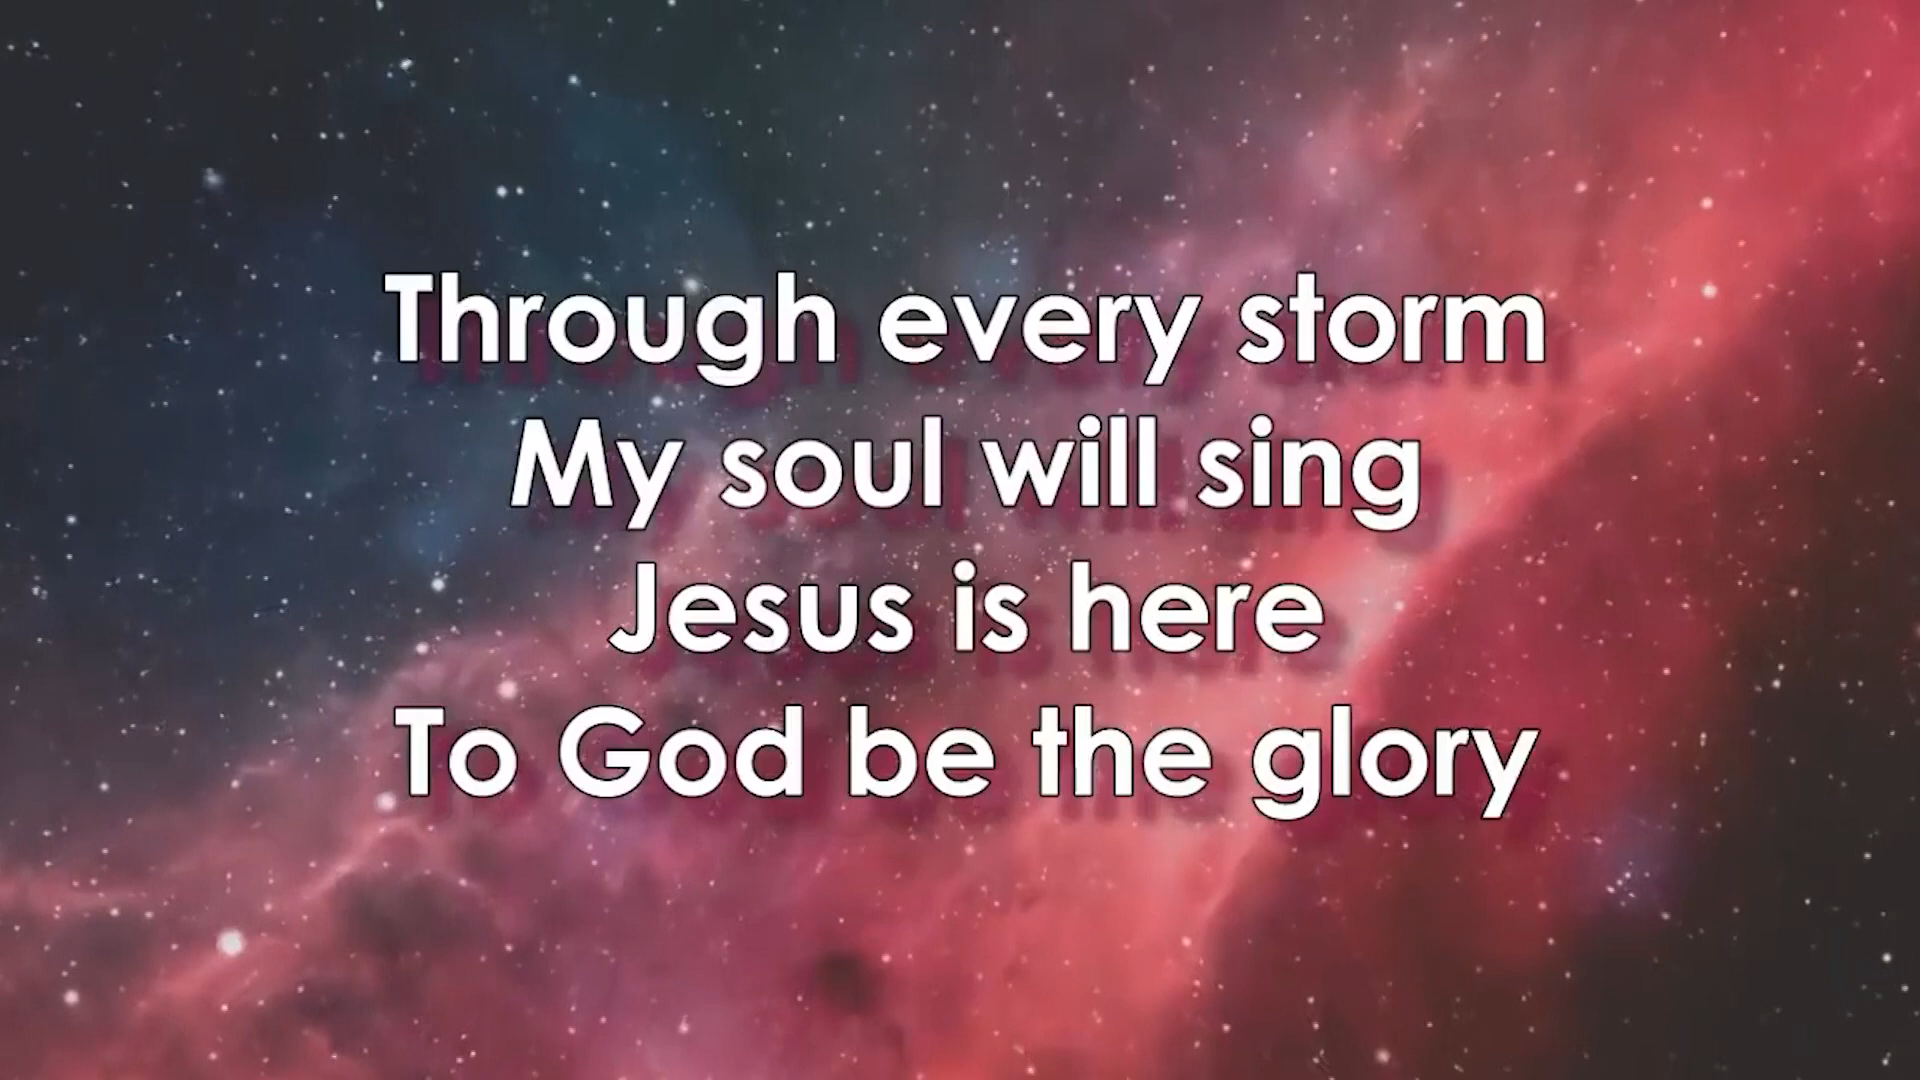 Through every storm
My soul will sing
Jesus is here
To God be the glory